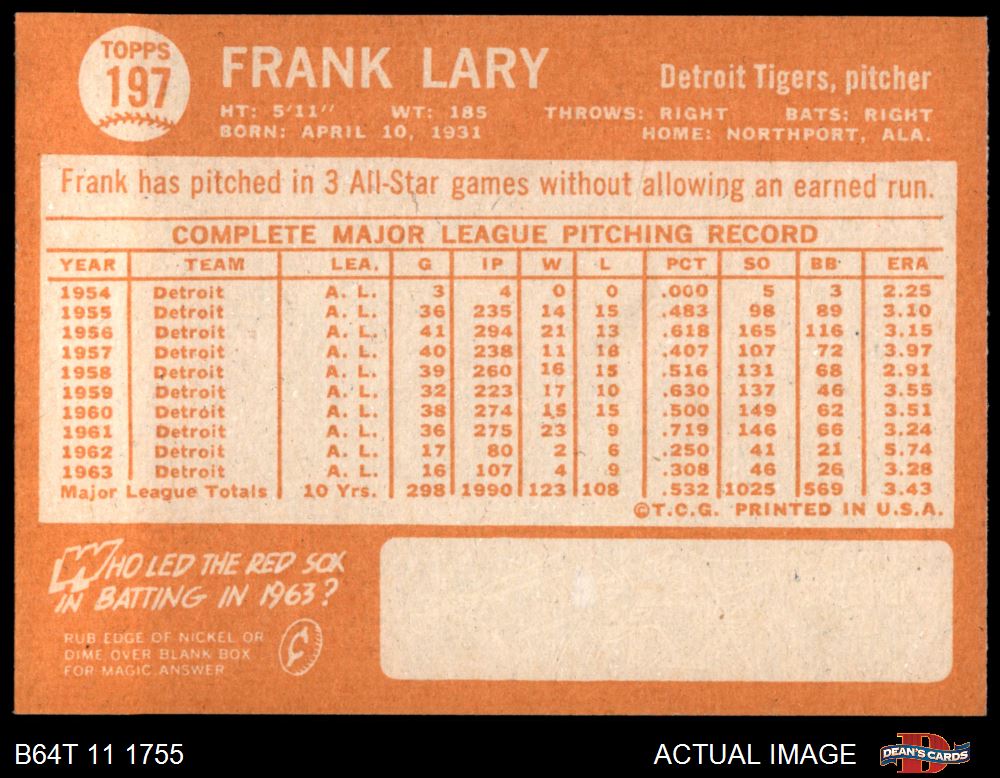 TOPPS
197
FRANK LARY
Detroit Tigers, pitcher
HT: 5'11" WT: 185 THROWS: RIGHT BATS: RIGHT
BORN: APRIL 10, 1931 HOME: NORTHPORT, ALA.
Frank has pitched in 3 All-Star games without allowing an earned run.
COMPLETE MAJOR LEAGUE PITCHING RECORD
YEAR TEAM LEA. G IP W L PCT SO BB ERA
1954 Detroit A. L. 3 4 0 0 .000 5 3 2.25
1955 Detroit A. L. 36 235 14 15 .483 98 89 3.10
1956 Detroit A. L. 41 294 21 13 .618 165 116 3.15
1957 Detroit A. L. 40 238 11 16 .407 107 72 3.97
1958 Detroit A. L. 39 260 16 15 .516 131 68 2.91
1959 Detroit A. L. 32 223 17 10 .630 137 46 3.55
1960 Detroit A. L. 38 274 15 15 .500 149 62 3.51
1961 Detroit A. L. 36 275 23 9 .719 146 66 3.24
1962 Detroit A. L. 17 80 2 6 .250 41 21 5.74
1963 Detroit A. L. 16 107 4 9 .308 46 26 3.28
Major League Totals 10 Yrs. 298 1990 123 108 .532 1025 569 3.43
©T.C.G. PRINTED IN U.S.A.
WHO LED THE RED SOX
IN BATTING IN 1963?
RUB EDGE OF NICKEL OR
DIME OVER BLANK BOX
FOR MAGIC ANSWER
¢
B64T 11 1755
ACTUAL IMAGE
D
DEAN'S CARDS